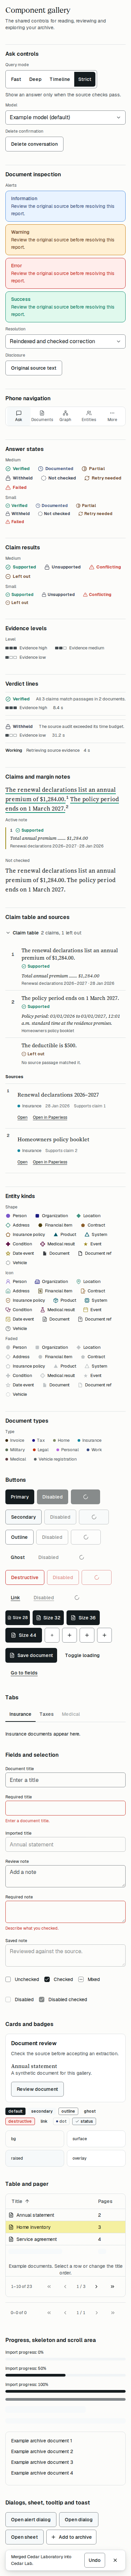 Component gallery
The shared controls for reading, reviewing and
exploring your archive.
Ask controls
Query mode
Fast Deep Timeline Strict
Show an answer only when the source checks pass.
Model
Example model (default)
Delete confirmation
Delete conversation
Document inspection
Alerts
Information
Review the original source before resolving this
report.
Warning
Review the original source before resolving this
report.
Error
Review the original source before resolving this
report.
Success
Review the original source before resolving this
report.
Resolution
Reindexed and checked correction
Disclosure
Original source text
Phone navigation
Ask Documents Graph Entities More
Answer states
Medium
Verified Documented Partial
Withheld Not checked Retry needed
Failed
Small
Verified Documented Partial
Withheld Not checked Retry needed
Failed
Claim results
Medium
Supported Unsupported Conflicting
Left out
Small
Supported Unsupported Conflicting
Left out
Evidence levels
Level
Evidence high Evidence medium
Evidence low
Verdict lines
Verified All 3 claims match passages in 2 documents.
Evidence high 8.4 s
Withheld The source audit exceeded its time budget.
Evidence low 31.2 s
Working Retrieving source evidence 4 s
Claims and margin notes
The renewal declarations list an annual
premium of $1,284.00.1 The policy period
ends on 1 March 2027.2
Active note
1 Supported
Total annual premium ........ $1,284.00
Renewal declarations 2026–2027 · 28 Jan 2026
Not checked
The renewal declarations list an annual
premium of $1,284.00. The policy period
ends on 1 March 2027.
Claim table and sources
Claim table 2 claims, 1 left out
1 The renewal declarations list an annual
premium of $1,284.00.
Supported
Total annual premium ........ $1,284.00
Renewal declarations 2026–2027 · 28 Jan 2026
2 The policy period ends on 1 March 2027.
Supported
Policy period: 03/01/2026 to 03/01/2027, 12:01
a.m. standard time at the residence premises.
Homeowners policy booklet
The deductible is $500.
Left out
No source passage matched it.
Sources
1 Renewal declarations 2026–2027
Insurance 28 Jan 2026 Supports claim 1
Open Open in Paperless
2 Homeowners policy booklet
Insurance Supports claim 2
Open Open in Paperless
Entity kinds
Shape
Person Organization Location
Address Financial item Contract
Insurance policy Product System
Condition Medical result Event
Date event Document Document ref
Vehicle
Icon
Person Organization Location
Address Financial item Contract
Insurance policy Product System
Condition Medical result Event
Date event Document Document ref
Vehicle
Faded
Person Organization Location
Address Financial item Contract
Insurance policy Product System
Condition Medical result Event
Date event Document Document ref
Vehicle
Document types
Type
Invoice Tax Home Insurance
Military Legal Personal Work
Medical Vehicle registration
Buttons
Primary Disabled
Secondary Disabled
Outline Disabled
Ghost Disabled
Destructive Disabled
Link Disabled
Size 28 Size 32 Size 36
Size 44
Save document Toggle loading
Go to fields
Tabs
Insurance Taxes Medical
Insurance documents appear here.
Fields and selection
Document title
Enter a title
Required title
Enter a document title.
Imported title
Annual statement
Review note
Add a note
Required note
Describe what you checked.
Saved note
Reviewed against the source.
Unchecked Checked Mixed
Disabled Disabled checked
Cards and badges
Document review
Check the source before accepting an extraction.
Annual statement
A synthetic document for this gallery.
Review document
default secondary outline ghost
destructive link dot status
bg surface
raised overlay
Table and pager
Title Pages
Annual statement 2
Home inventory 3
Service agreement 4
Example documents. Select a row or change the title
order.
1–10 of 23 1 / 3
0–0 of 0 1 / 1
Progress, skeleton and scroll area
Import progress: 0%
Import progress: 50%
Import progress: 100%
Example archive document 1
Example archive document 2
Example archive document 3
Example archive document 4
Dialogs, sheet, tooltip and toast
Open alert dialog Open dialog
Open sheet Add to archive
Merged Cedar Laboratory into
Cedar Lab. Undo